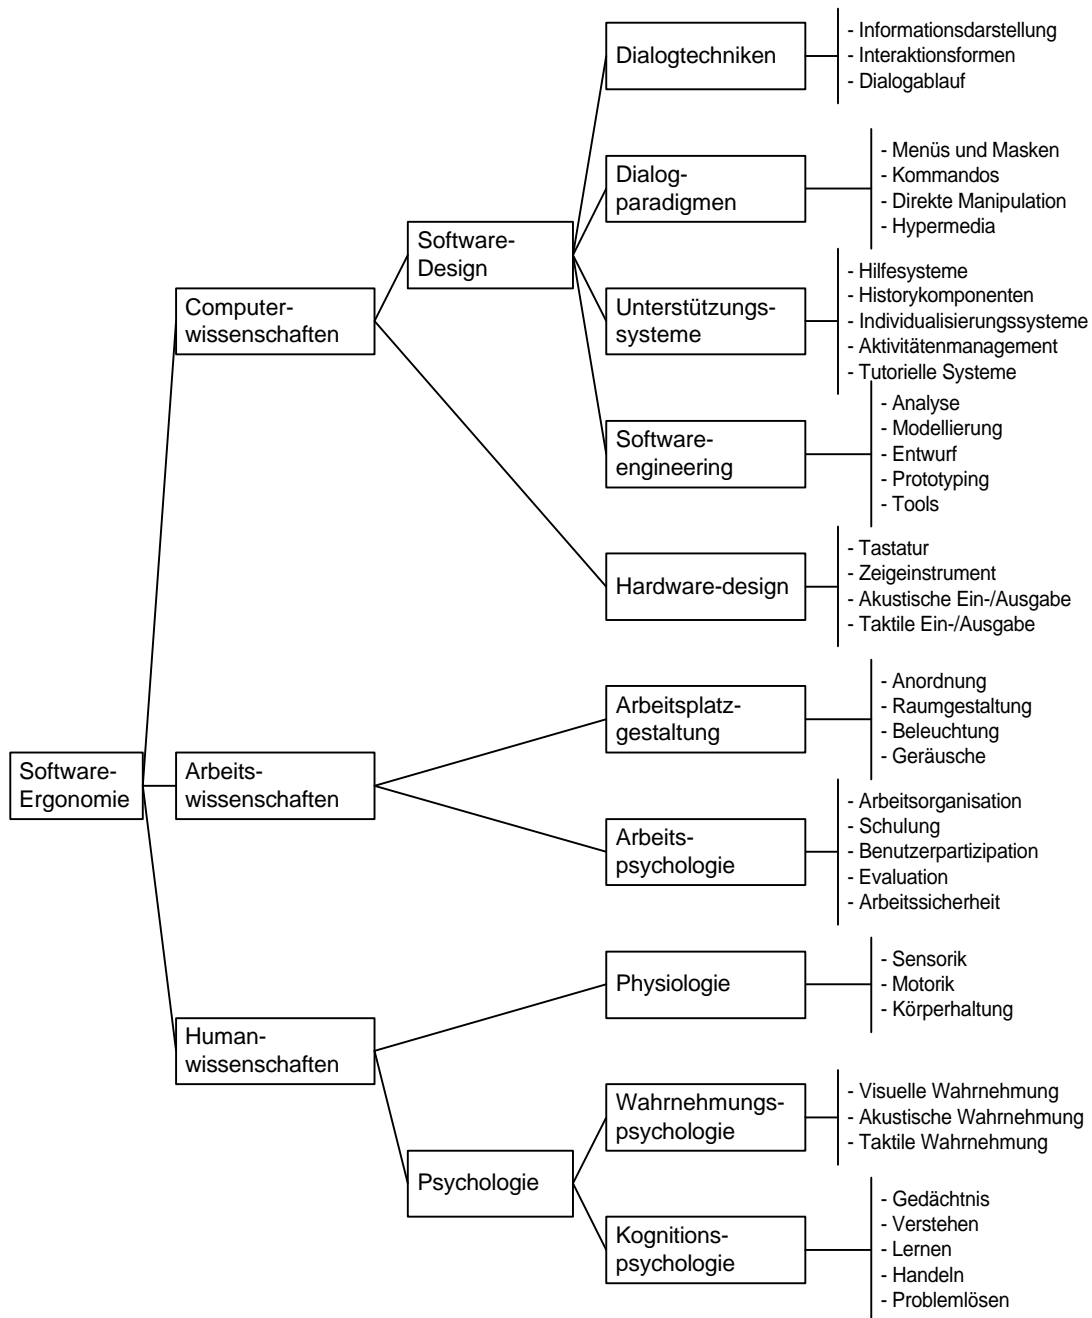 Software-
Ergonomie
Computer-
wissenschaften
Software-
Design
Dialogtechniken
- Informationsdarstellung
- Interaktionsformen
- Dialogablauf
Dialog-
paradigmen
- Menüs und Masken
- Kommandos
- Direkte Manipulation
- Hypermedia
Unterstützungs-
systeme
- Hilfesysteme
- Historykomponenten
- Individualisierungssysteme
- Aktivitätenmanagement
- Tutorielle Systeme
Software-
engineering
- Analyse
- Modellierung
- Entwurf
- Prototyping
- Tools
Hardware-design
- Tastatur
- Zeigeinstrument
- Akustische Ein-/Ausgabe
- Taktile Ein-/Ausgabe
Arbeits-
wissenschaften
Arbeitsplatz-
gestaltung
- Anordnung
- Raumgestaltung
- Beleuchtung
- Geräusche
Arbeits-
psychologie
- Arbeitsorganisation
- Schulung
- Benutzerpartizipation
- Evaluation
- Arbeitssicherheit
Human-
wissenschaften
Physiologie
- Sensorik
- Motorik
- Körperhaltung
Psychologie
Wahrnehmungs-
psychologie
- Visuelle Wahrnehmung
- Akustische Wahrnehmung
- Taktile Wahrnehmung
Kognitions-
psychologie
- Gedächtnis
- Verstehen
- Lernen
- Handeln
- Problemlösen